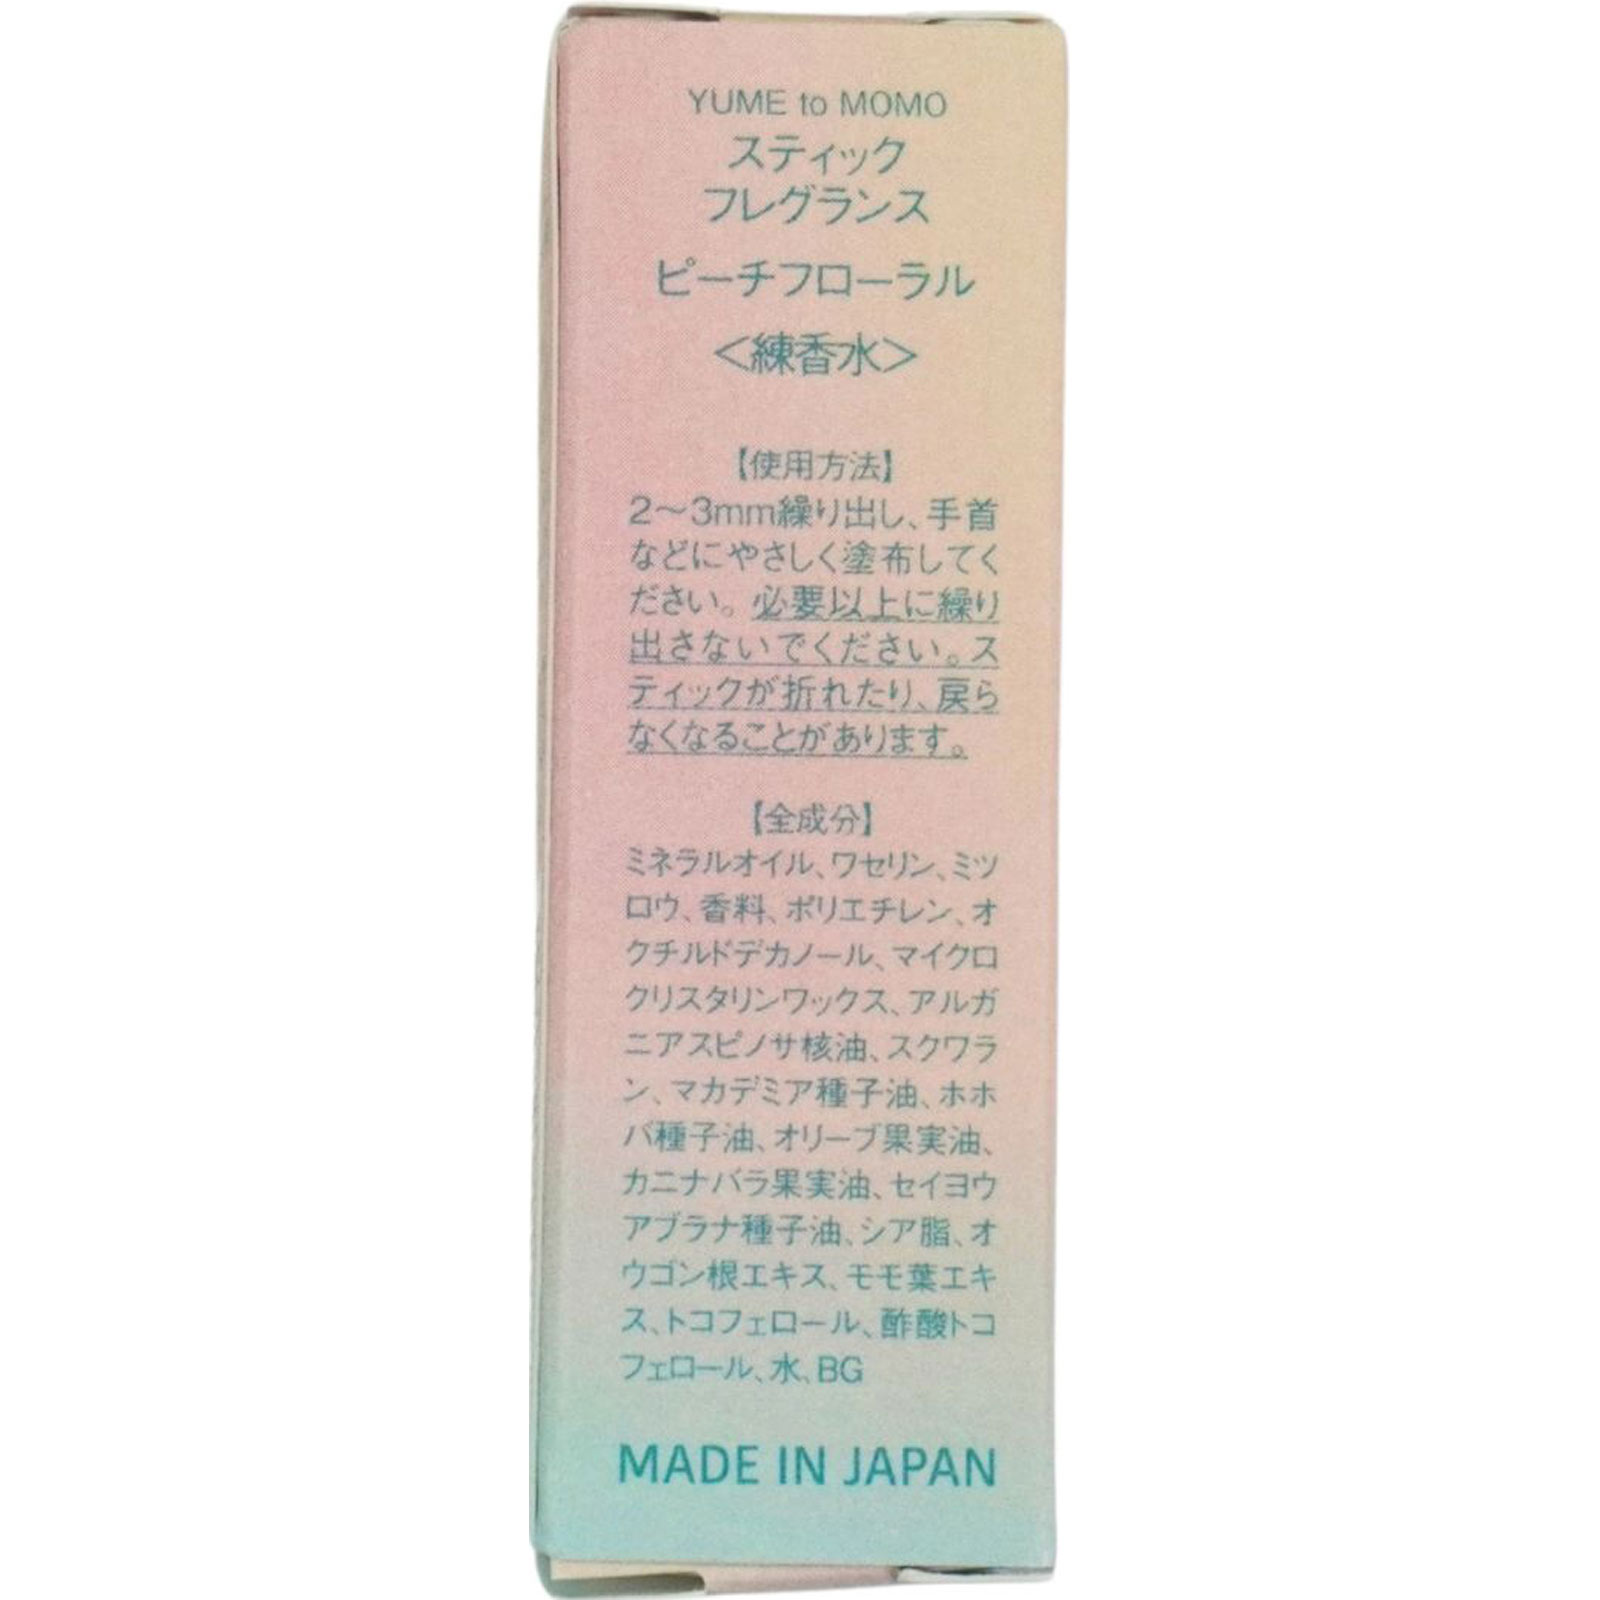 YUME to MOMO
スティック
フレグランス
ピーチフローラル
＜練香水＞
【使用方法】
2～3mm繰り出し、手首
などにやさしく塗布してく
ださい。必要以上に繰り
出さないでください。ス
ティックが折れたり、戻ら
なくなることがあります。
【全成分】
ミネラルオイル、ワセリン、ミツ
ロウ、香料、ポリエチレン、オ
クチルドデカノール、マイクロ
クリスタリンワックス、アルガ
ニアスピノサ核油、スクワラ
ン、マカデミア種子油、ホホ
バ種子油、オリーブ果実油、
カニナバラ果実油、セイヨウ
アブラナ種子油、シア脂、オ
ウゴン根エキス、モモ葉エキ
ス、トコフェロール、酢酸トコ
フェロール、水、BG
MADE IN JAPAN